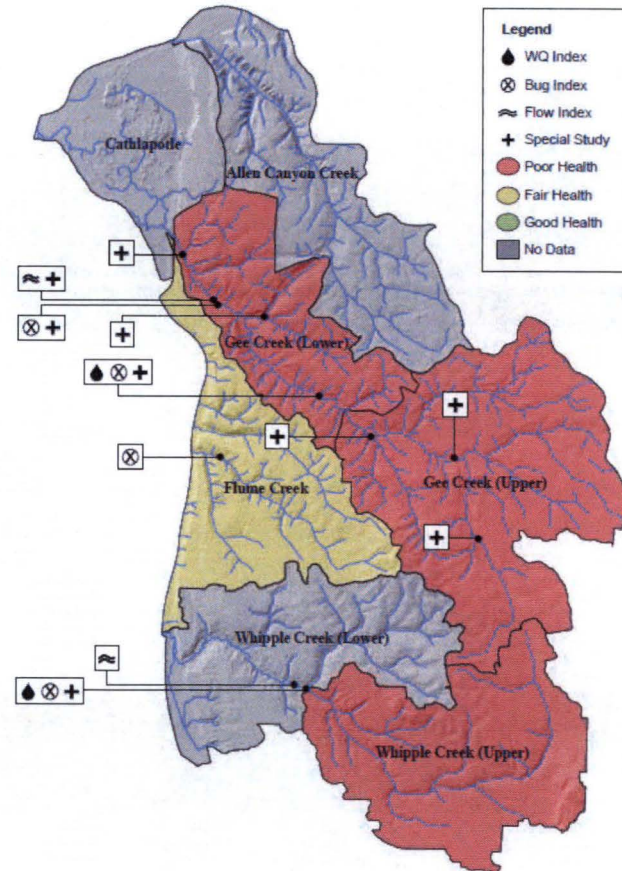 Legend
WQ Index
Bug Index
Flow Index
Special Study
Poor Health
Fair Health
Good Health
No Data
Cathlapotle
Allen Canyon Creek
Gee Creek (Lower)
Gee Creek (Upper)
Flume Creek
Whipple Creek (Lower)
Whipple Creek (Upper)